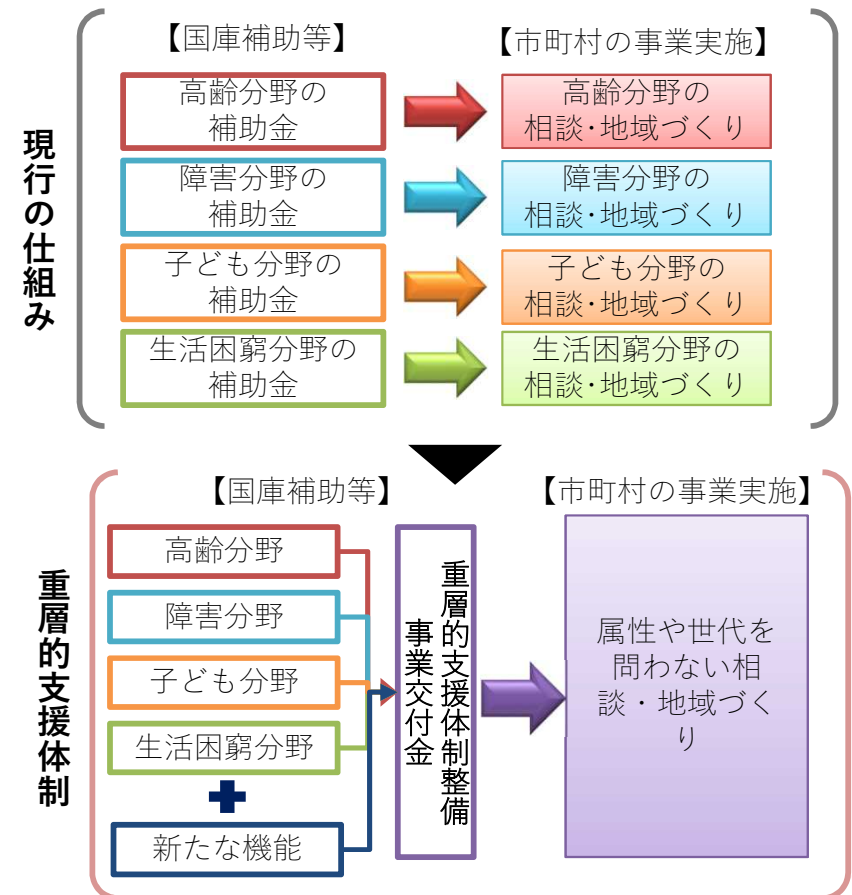 現行の仕組み
【国庫補助等】
【市町村の事業実施】
高齢分野の
補助金
高齢分野の
相談・地域づくり
障害分野の
補助金
障害分野の
相談・地域づくり
子ども分野の
補助金
子ども分野の
相談・地域づくり
生活困窮分野の
補助金
生活困窮分野の
相談・地域づくり
重層的支援体制
【国庫補助等】
【市町村の事業実施】
高齢分野
障害分野
子ども分野
生活困窮分野
新たな機能
重層的支援体制整備
事業交付金
属性や世代を
問わない相
談・地域づく
り